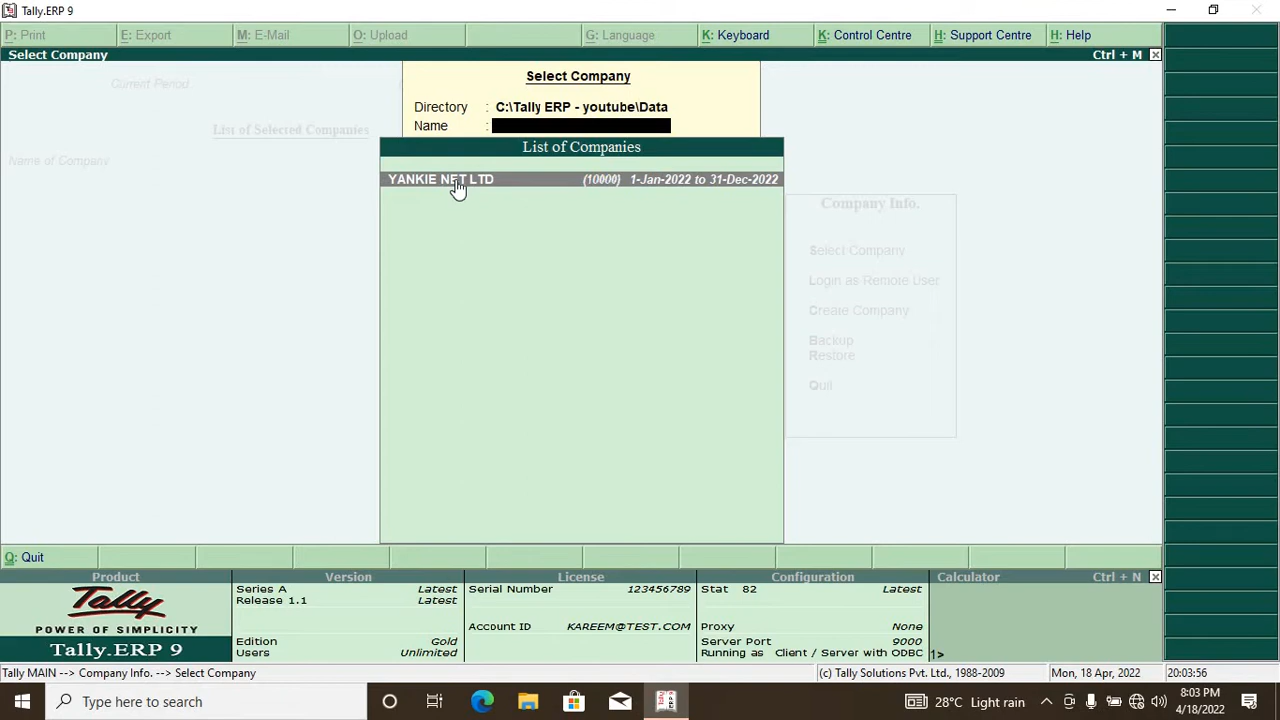 Tally.ERP 9
P: Print E: Export M: E-Mail O: Upload G: Language K: Keyboard K: Control Centre H: Support Centre H: Help
Select Company Ctrl + M
Current Period
List of Selected Companies
Name of Company
Select Company
Directory : C:\Tally ERP - youtube\Data
Name :
List of Companies
YANKIE NET LTD (10000) 1-Jan-2022 to 31-Dec-2022
Company Info.
Select Company
Login as Remote User
Create Company
Backup
Restore
Quit
Q: Quit
Product Version License Configuration Calculator Ctrl + N
Tally
POWER OF SIMPLICITY
Tally.ERP 9
Series A Latest
Release 1.1 Latest
Edition Gold
Users Unlimited
Serial Number 123456789
Account ID KAREEM@TEST.COM
Stat 82 Latest
Proxy None
Server Port 9000
Running as Client / Server with ODBC
1>
Tally MAIN --> Company Info. --> Select Company (c) Tally Solutions Pvt. Ltd., 1988-2009 Mon, 18 Apr, 2022 20:03:56
Type here to search 28°C Light rain 8:03 PM
4/18/2022